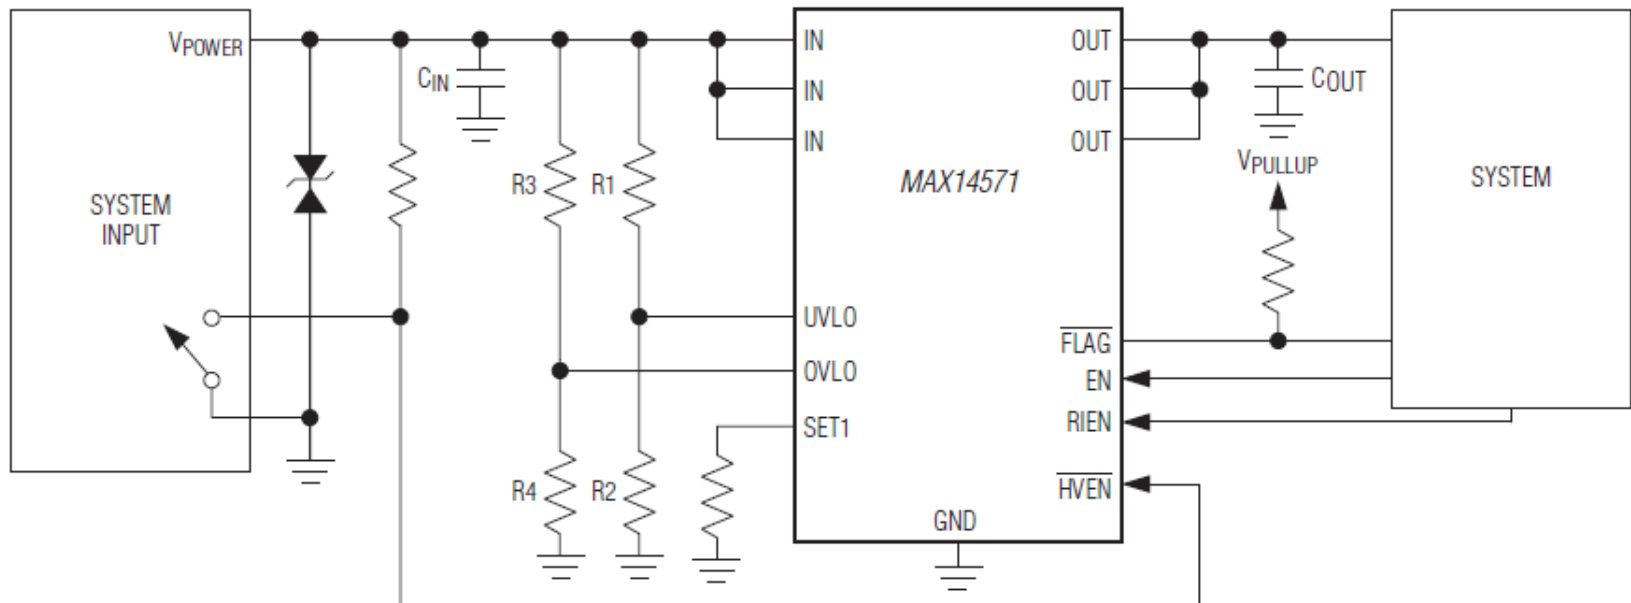 VPOWER
SYSTEM
INPUT
CIN
R3
R1
R4
R2
IN
IN
IN
UVLO
OVLO
SET1
MAX14571
GND
OUT
OUT
OUT
FLAG
EN
RIEN
HVEN
COUT
VPULLUP
SYSTEM